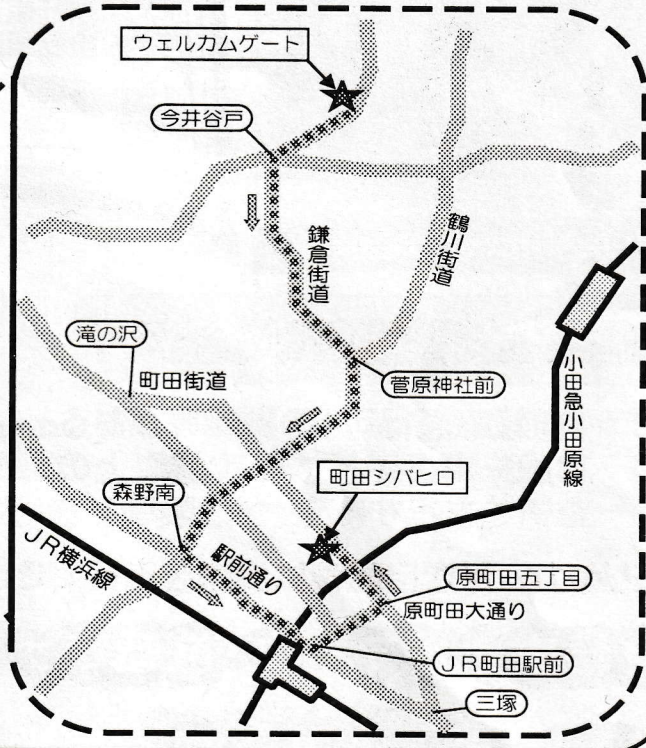 ウェルカムゲート
今井谷戸
鎌倉街道
鶴川街道
滝の沢
町田街道
菅原神社前
小田急小田原線
町田シバヒロ
森野南
駅前通り
JR横浜線
原町田五丁目
原町田大通り
JR町田駅前
三塚